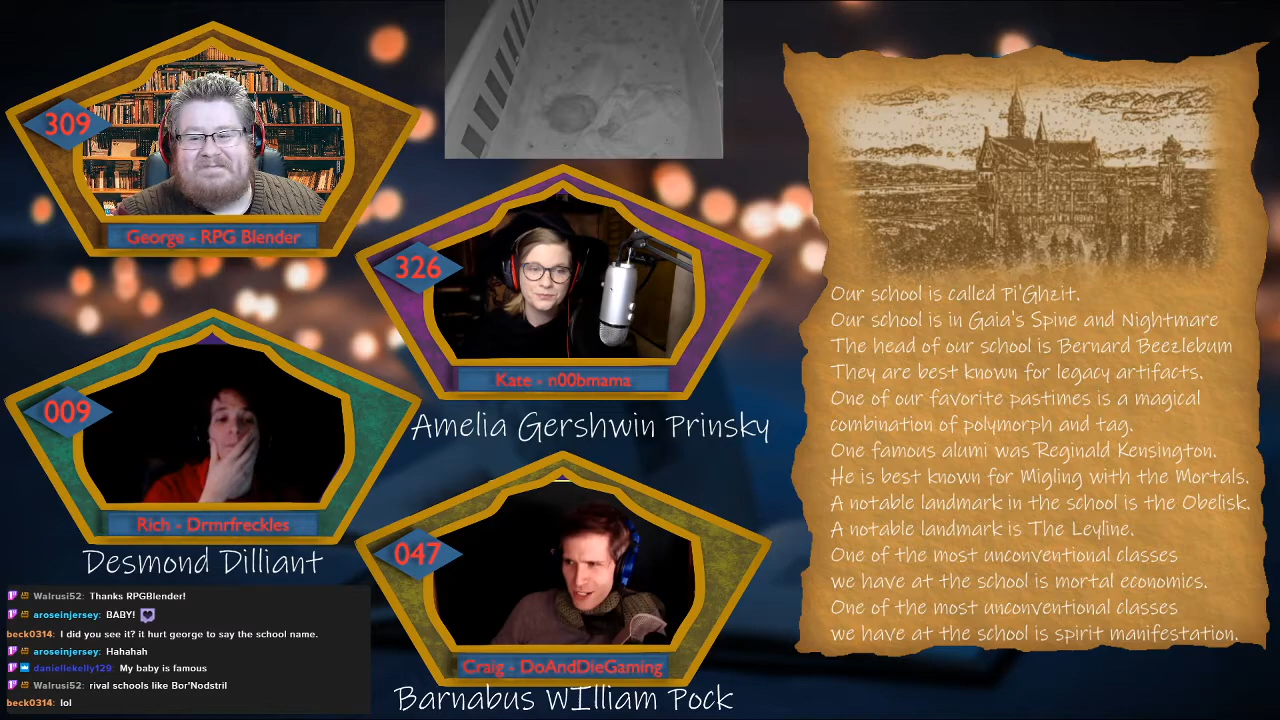 309
George - RPG Blender
326
Kate - n00bmama
Amelia Gershwin Prinsky
009
Rich - Drmrfreckles
Desmond Dilliant
047
Craig - DoAndDieGaming
Barnabus WIlliam Pock
Walrusi52: Thanks RPGBlender!
aroseinjersey: BABY!
beck0314: I did you see it? it hurt george to say the school name.
aroseinjersey: Hahahah
daniellekelly129 My baby is famous
Walrusi52: rival schools like Bor'Nodstril
beck0314: lol
Our school is called Pi'Ghzit.
Our school is in Gaia's Spine and Nightmare
The head of our school is Bernard Beezlebum
They are best known for legacy artifacts.
One of our favorite pastimes is a magical
combination of polymorph and tag.
One famous alumi was Reginald Kensington.
He is best known for Migling with the Mortals.
A notable landmark in the school is the Obelisk.
A notable landmark is The Leyline.
One of the most unconventional classes
we have at the school is mortal economics.
One of the most unconventional classes
we have at the school is spirit manifestation.